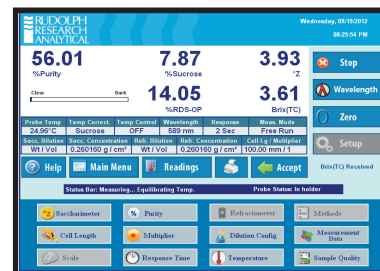 RUDOLPH
RESEARCH
ANALYTICAL
Wednesday, 09/19/2012
08:25:54 PM
56.01
%Purity
7.87
%Sucrose
3.93
°Z
Clear
Dark
14.05
%RDS-OP
3.61
Brix(TC)
Probe Temp Temp Correct. Temp Control Wavelength Response Meas. Mode
24.96°C Sucrose OFF 589 nm 2 Sec Free Run
Sacc. Dilution Sacc. Concentration Refr. Dilution Refr. Concentration Cell Lg / Multiplier
Wt / Vol 0.260160 g / cm³ Wt / Vol 0.260160 g / cm³ 100.00 mm / 1
Stop
Wavelength
Zero
Setup
Help
Main Menu
Readings
Accept
Brix(TC) Received
Status Bar: Measuring... Equilibrating Temp.
Probe Status: In holder
Saccharimeter
Purity
Refractometer
Methods
Cell Length
Multiplier
Dilution Config
Measurement
Data
Scale
Response Time
Temperature
Sample Quality